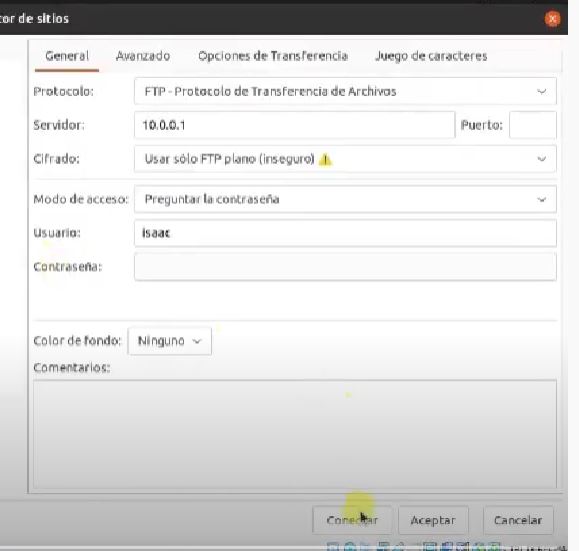 tor de sitios
General Avanzado Opciones de Transferencia Juego de caracteres
Protocolo: FTP - Protocolo de Transferencia de Archivos
Servidor: 10.0.0.1 Puerto:
Cifrado: Usar sólo FTP plano (inseguro)
Modo de acceso: Preguntar la contraseña
Usuario: isaac
Contraseña:
Color de fondo: Ninguno
Comentarios:
Conectar Aceptar Cancelar